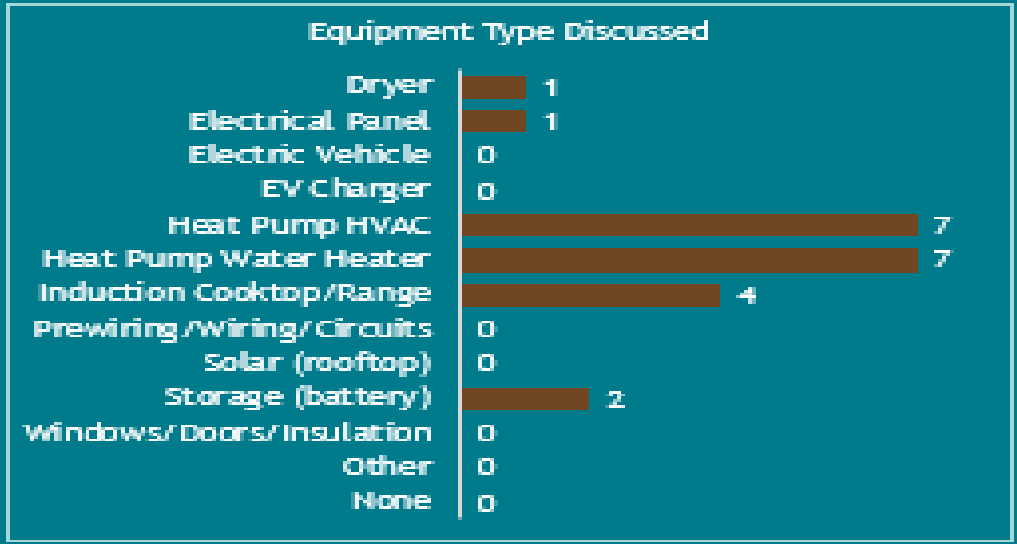 Equipment Type Discussed
Dryer 1
Electrical Panel 1
Electric Vehicle 0
EV Charger 0
Heat Pump HVAC 7
Heat Pump Water Heater 7
Induction Cooktop/Range 4
Prewiring/Wiring/Circuits 0
Solar (rooftop) 0
Storage (battery) 2
Windows/Doors/Insulation 0
Other 0
None 0